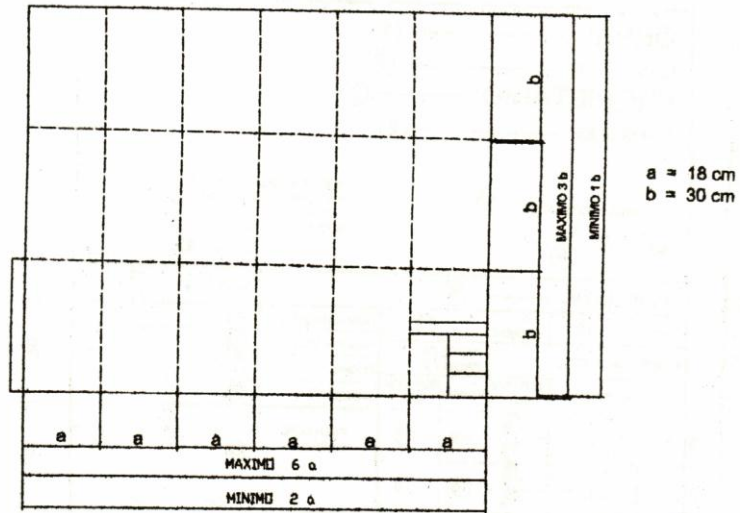 b
b
b
MAXIMO 3 b
MINIMO 1 b
a = 18 cm
b = 30 cm
a a a a a a
MAXIMO 6 a
MINIMO 2 a